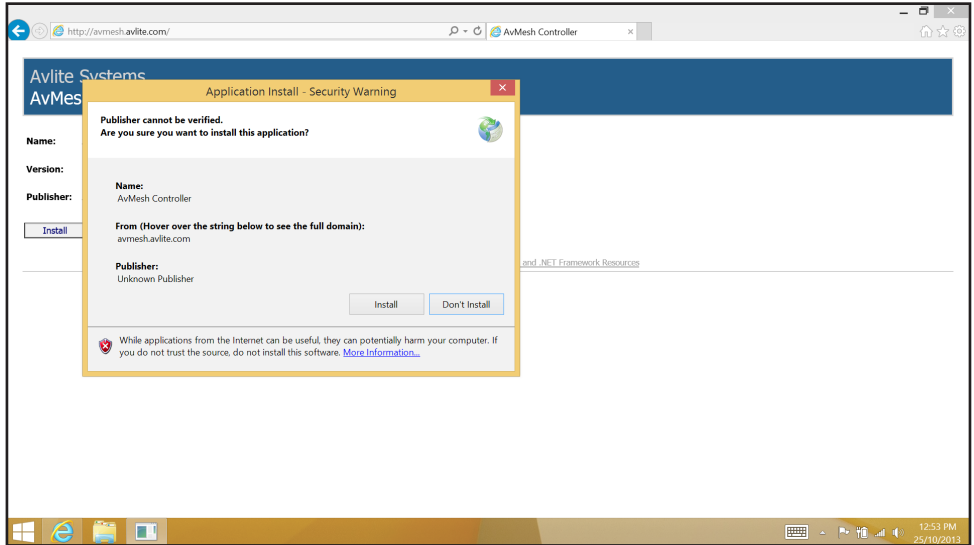 http://avmesh.avlite.com/
AvMesh Controller
Avlite Systems
AvMes
Application Install - Security Warning
Publisher cannot be verified.
Are you sure you want to install this application?
Name:
Version:
Publisher:
Install
Name:
AvMesh Controller
From (Hover over the string below to see the full domain):
avmesh.avlite.com
Publisher:
Unknown Publisher
Install
Don't Install
While applications from the Internet can be useful, they can potentially harm your computer. If
you do not trust the source, do not install this software. More Information...
and .NET Framework Resources
12:53 PM
25/10/2013